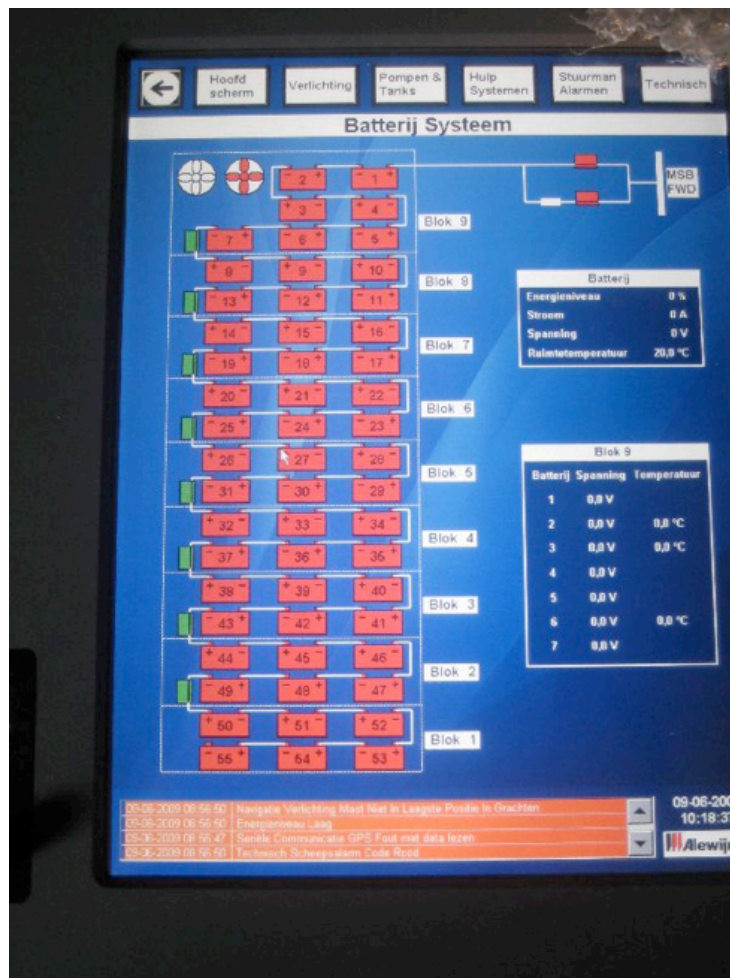 Hoofd scherm
Verlichting
Pompen & Tanks
Hulp Systemen
Stuurman Alarmen
Technisch
Batterij Systeem
- 2 + - 1 +
MSB FWD
+ 3 - + 4 -
Blok 9
- 7 + - 6 + - 5 +
+ 8 - + 9 - + 10 -
Blok 8
- 13 + - 12 + - 11 +
+ 14 - + 15 - + 16 -
Blok 7
- 19 + - 18 + - 17 +
+ 20 - + 21 - + 22 -
Blok 6
- 25 + - 24 + - 23 +
+ 26 - + 27 - + 28 -
Blok 5
- 31 + - 30 + - 29 +
+ 32 - + 33 - + 34 -
Blok 4
- 37 + - 36 + - 35 +
+ 38 - + 39 - + 40 -
Blok 3
- 43 + - 42 + - 41 +
+ 44 - + 45 - + 46 -
Blok 2
- 49 + - 48 + - 47 +
+ 50 - + 51 - + 52 -
Blok 1
- 55 + - 54 + - 53 +
Batterij
Energieniveau 0 %
Stroom 0 A
Spanning 0 V
Ruimtetemperatuur 20,0 °C
Blok 9
Batterij Spanning Temperatuur
1 0,0 V
2 0,0 V 0,0 °C
3 0,0 V 0,0 °C
4 0,0 V
5 0,0 V
6 0,0 V 0,0 °C
7 0,0 V
09-06-2009 08:56:50 Navigatie Verlichting Mast Niet In Laagste Positie In Grachten
09-06-2009 08:56:50 Energieniveau Laag
09-06-2009 08:56:47 Seriële Communicatie GPS Fout met data lezen
09-06-2009 08:56:50 Technisch Scheepsalarm Code Rood
09-06-200
10:18:3
Alewij